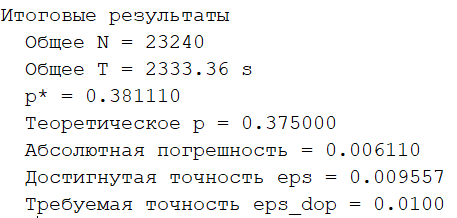 Итоговые результаты
Общее N = 23240
Общее T = 2333.36 s
p* = 0.381110
Теоретическое p = 0.375000
Абсолютная погрешность = 0.006110
Достигнутая точность eps = 0.009557
Требуемая точность eps_dop = 0.0100